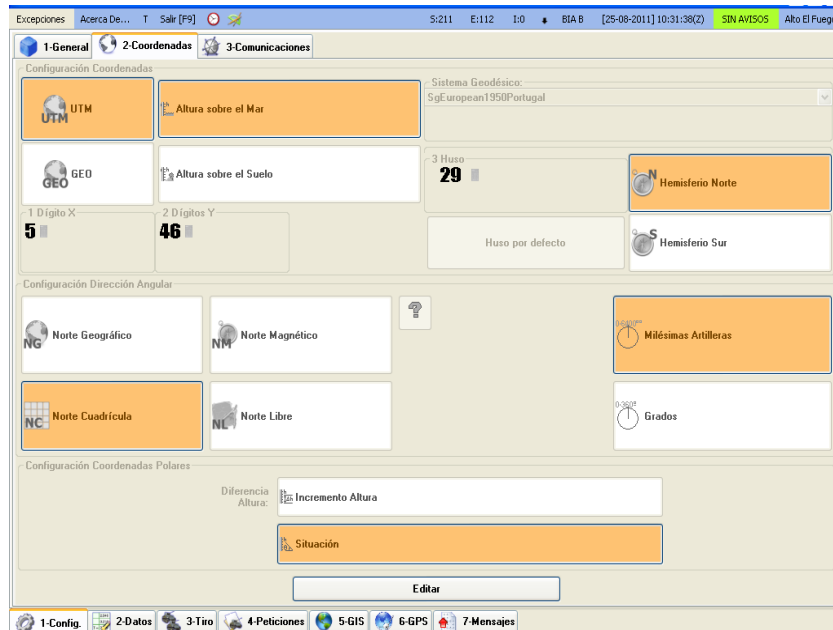 Excepciones Acerca De... T Salir [F9] S:211 E:112 I:0 BIA B [25-08-2011] 10:31:38(Z) SIN AVISOS Alto El Fuego
1-General 2-Coordenadas 3-Comunicaciones
Configuración Coordenadas
Sistema Geodésico:
SgEuropean1950Portugal
UTM UTM Altura sobre el Mar
3 Huso
29
N Hemisferio Norte
GEO GEO Altura sobre el Suelo
1 Dígito X 2 Dígitos Y
5 46
Huso por defecto
S Hemisferio Sur
Configuración Dirección Angular
NG Norte Geográfico NM Norte Magnético ? Milésimas Artilleras
NC Norte Cuadrícula NL Norte Libre 0-360º Grados
Configuración Coordenadas Polares
Diferencia
Altura:
Incremento Altura
Situación
Editar
1-Config. 2-Datos 3-Tiro 4-Peticiones 5-GIS 6-GPS 7-Mensajes